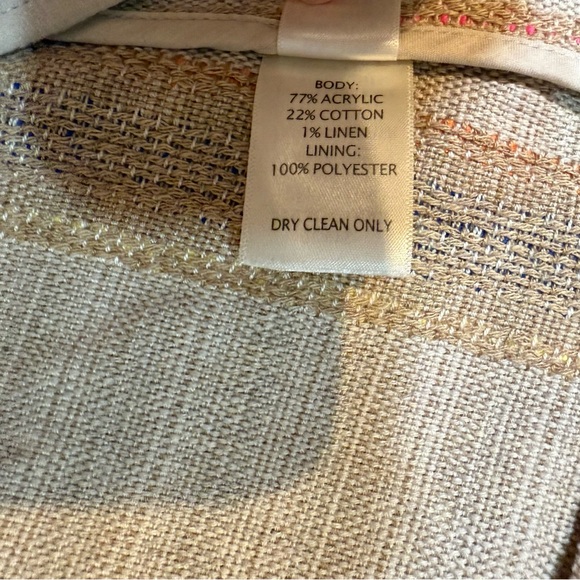 BODY:
77% ACRYLIC
22% COTTON
1% LINEN
LINING:
100% POLYESTER
DRY CLEAN ONLY